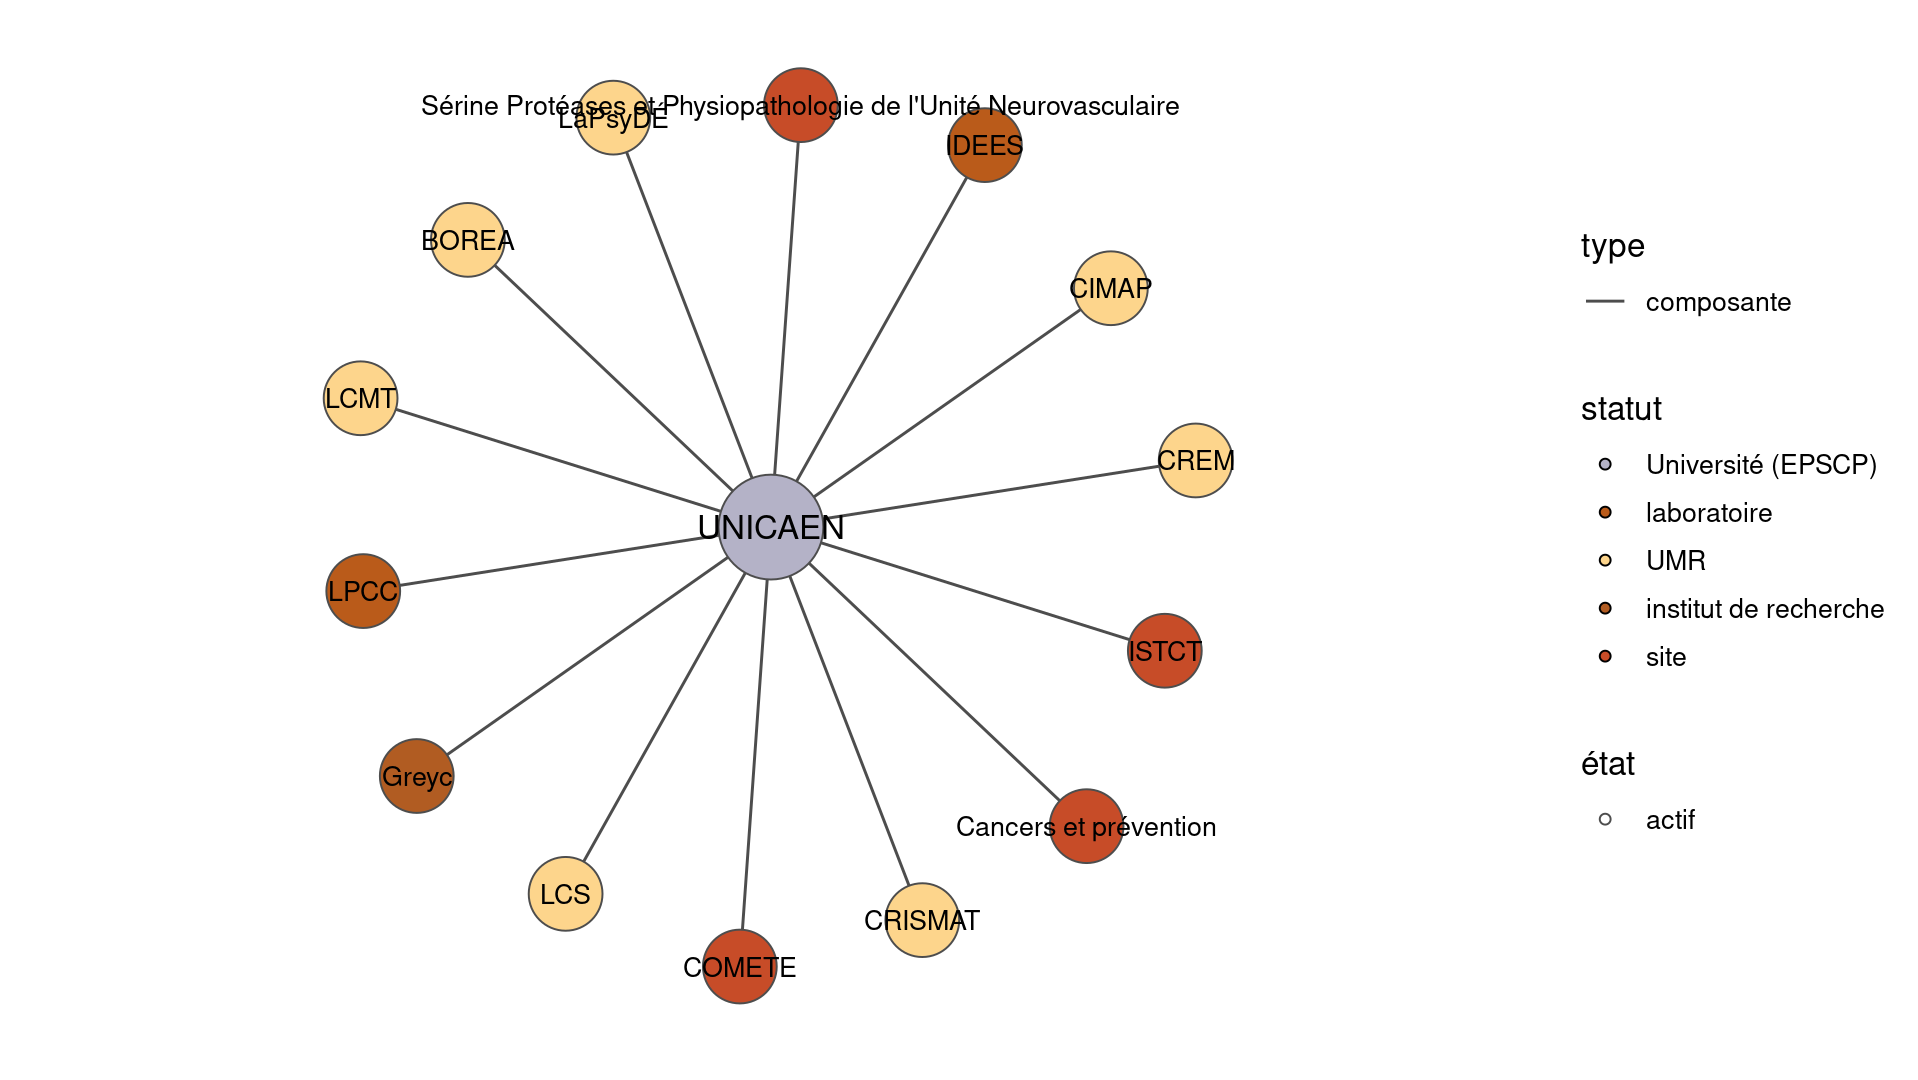 Sérine Protéases et Physiopathologie de l'Unité Neurovasculaire
LaPsyDÉ
IDEES
BOREA
CIMAP
LCMT
CREM
UNICAEN
LPCC
ISTCT
Greyc
Cancers et prévention
LCS
CRISMAT
COMETE
type
composante
statut
Université (EPSCP)
laboratoire
UMR
institut de recherche
site
état
actif